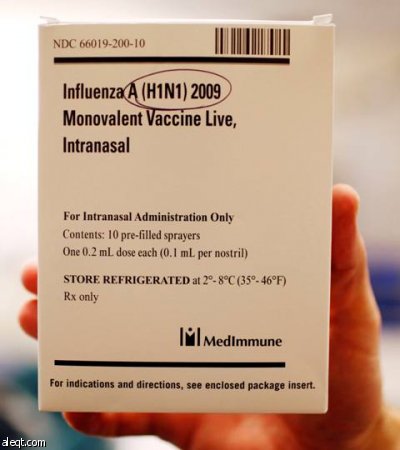 NDC 66019-200-10
Influenza A (H1N1) 2009
Monovalent Vaccine Live,
Intranasal
For Intranasal Administration Only
Contents: 10 pre-filled sprayers
One 0.2 mL dose each (0.1 mL per nostril)
STORE REFRIGERATED at 2°- 8°C (35°- 46°F)
Rx only
MedImmune
For indications and directions, see enclosed package insert.
aleqt.com